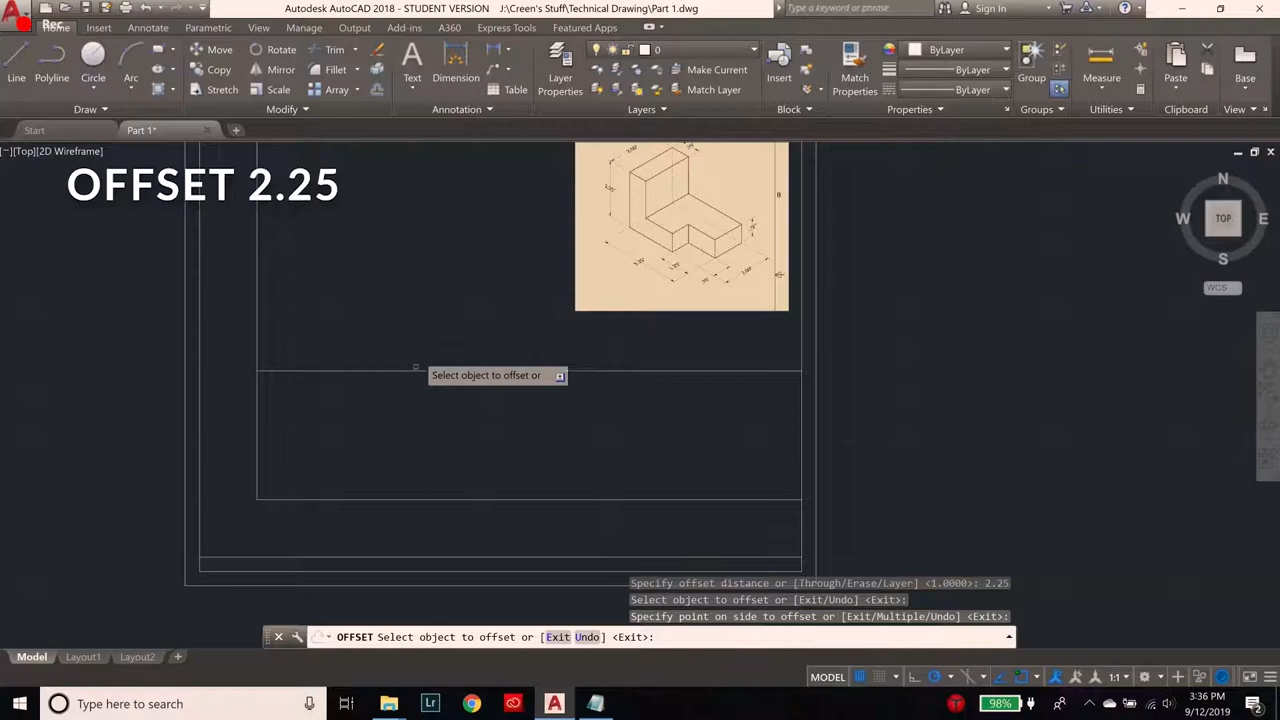 Autodesk AutoCAD 2018 - STUDENT VERSION J:\Creen's Stuff\Technical Drawing\Part 1.dwg
Type a keyword or phrase
Sign In
Rec
Home Insert Annotate Parametric View Manage Output Add-ins A360 Express Tools Featured Apps
Move Rotate Trim
Copy Mirror Fillet
Stretch Scale Array
Line Polyline Circle Arc
Text Dimension Table
Layer Properties
0
Make Current
Match Layer
Insert
Match Properties
ByLayer
ByLayer
ByLayer
Group Measure Paste Base
Draw Modify Annotation Layers Block Properties Groups Utilities Clipboard View
Start Part 1*
[−][Top][2D Wireframe]
OFFSET 2.25
N
W TOP E
S
WCS
B
Select object to offset or
Specify offset distance or [Through/Erase/Layer] <1.0000>: 2.25
Select object to offset or [Exit/Undo] <Exit>:
Specify point on side to offset or [Exit/Multiple/Undo] <Exit>:
OFFSET Select object to offset or [Exit Undo] <Exit>:
Model Layout1 Layout2
MODEL 1:1
Type here to search
Lr
98%
3:36 PM
9/12/2019
2